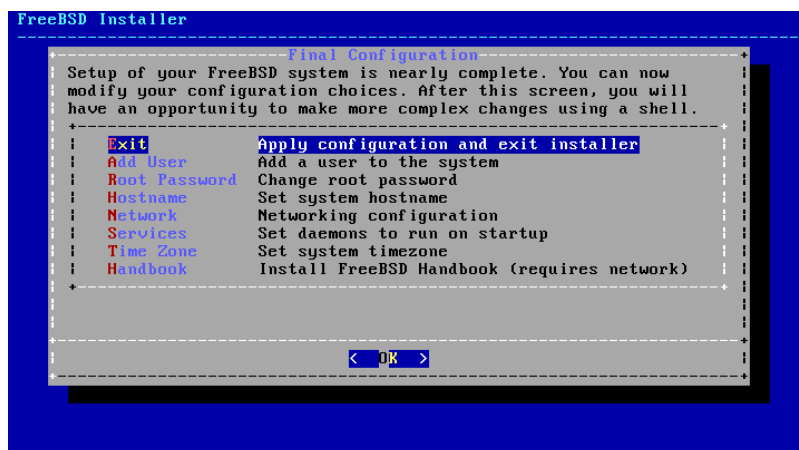 FreeBSD Installer
Final Configuration
Setup of your FreeBSD system is nearly complete. You can now
modify your configuration choices. After this screen, you will
have an opportunity to make more complex changes using a shell.
Exit Apply configuration and exit installer
Add User Add a user to the system
Root Password Change root password
Hostname Set system hostname
Network Networking configuration
Services Set daemons to run on startup
Time Zone Set system timezone
Handbook Install FreeBSD Handbook (requires network)
< OK >